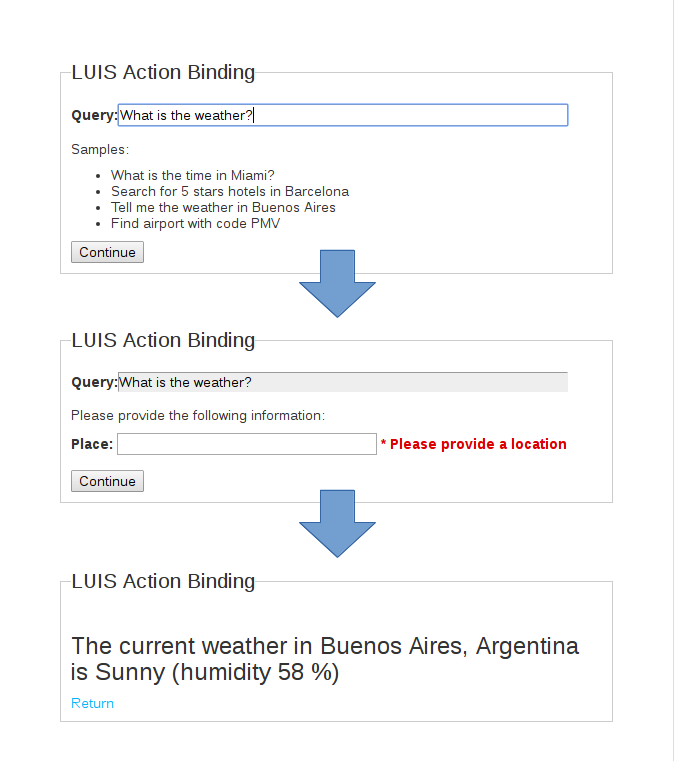 LUIS Action Binding
Query: What is the weather?
Samples:
• What is the time in Miami?
• Search for 5 stars hotels in Barcelona
• Tell me the weather in Buenos Aires
• Find airport with code PMV
Continue
LUIS Action Binding
Query: What is the weather?
Please provide the following information:
Place: * Please provide a location
Continue
LUIS Action Binding
The current weather in Buenos Aires, Argentina
is Sunny (humidity 58 %)
Return